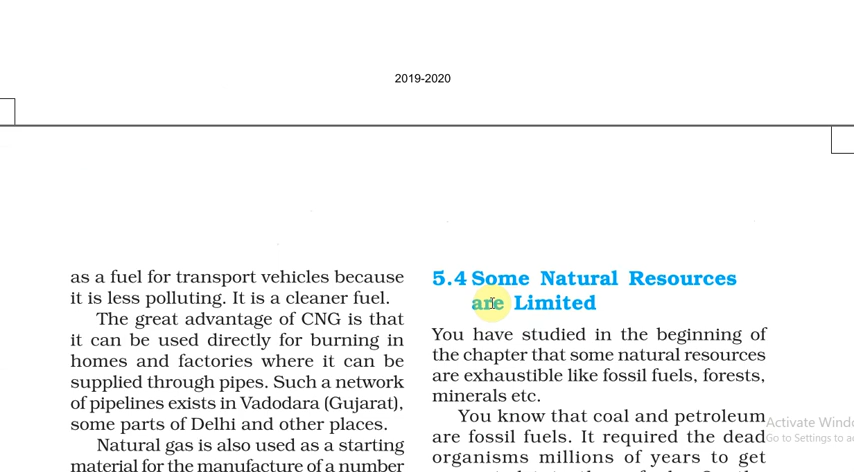 2019-2020
as a fuel for transport vehicles because
it is less polluting. It is a cleaner fuel.
The great advantage of CNG is that
it can be used directly for burning in
homes and factories where it can be
supplied through pipes. Such a network
of pipelines exists in Vadodara (Gujarat),
some parts of Delhi and other places.
Natural gas is also used as a starting
material for the manufacture of a number
5.4 Some Natural Resources
are Limited
You have studied in the beginning of
the chapter that some natural resources
are exhaustible like fossil fuels, forests,
minerals etc.
You know that coal and petroleum
are fossil fuels. It required the dead
organisms millions of years to get
Activate Windo
Go to Settings to a